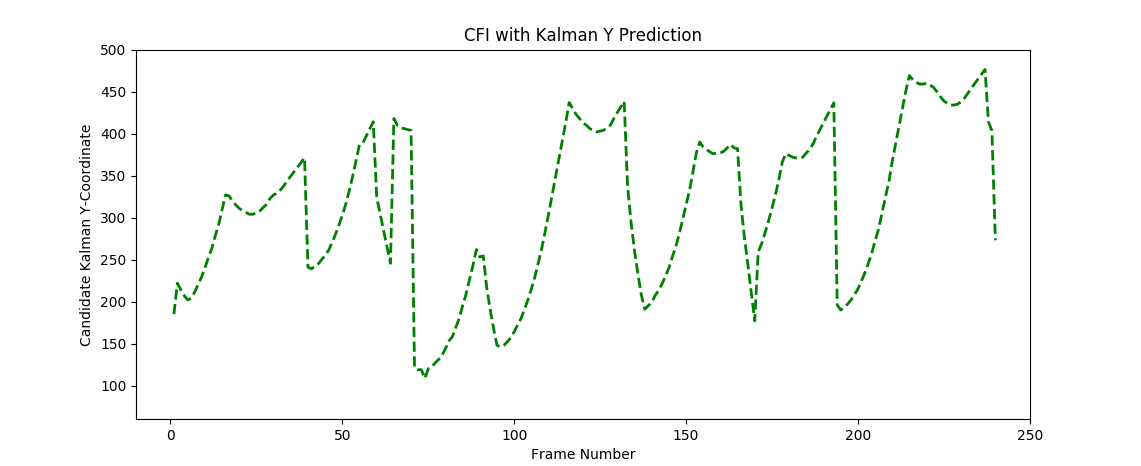 CFI with Kalman Y Prediction
500
450
400
350
300
250
200
150
100
Candidate Kalman Y-Coordinate
0 50 100 150 200 250
Frame Number